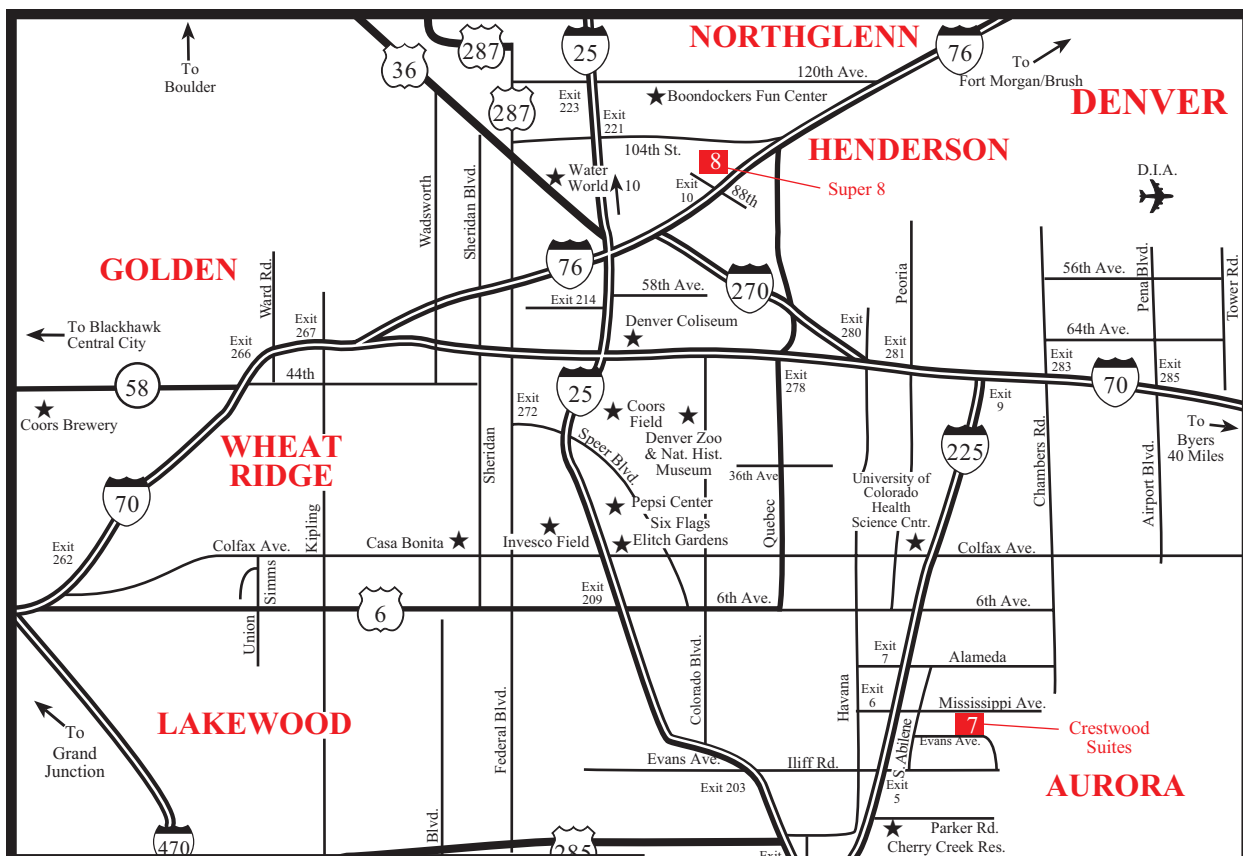 NORTHGLENN
287
25
36
76
To
Boulder
To
Fort Morgan/Brush
120th Ave.
Exit
223
Boondockers Fun Center
DENVER
287
Exit
221
104th St.
HENDERSON
8
Super 8
Water
World
10
Exit
10
88th
D.I.A.
Wadsworth
Sheridan Blvd.
GOLDEN
Ward Rd.
76
270
Peoria
56th Ave.
Pena Blvd.
Tower Rd.
58th Ave.
Exit 214
To Blackhawk
Central City
Exit
266
Exit
267
Denver Coliseum
Exit
280
Exit
281
64th Ave.
Exit
283
Exit
285
44th
58
25
Exit
278
Exit
9
70
Coors Brewery
Exit
272
Coors
Field
Denver Zoo
& Nat. Hist.
Museum
To
Byers
40 Miles
WHEAT
RIDGE
Sheridan
Speer Blvd.
225
Chambers Rd.
Airport Blvd.
36th Ave
University of
Colorado
Health
Science Cntr.
70
Kipling
Pepsi Center
Quebec
Six Flags
Elitch Gardens
Exit
262
Colfax Ave.
Casa Bonita
Invesco Field
Colfax Ave.
Simms
Union
6
Exit
209
6th Ave.
6th Ave.
Colorado Blvd.
Exit
7
Alameda
Havana
Exit
6
Mississippi Ave.
Federal Blvd.
LAKEWOOD
7
Crestwood
Suites
S. Abilene
Evans Ave.
To
Grand
Junction
Evans Ave.
Iliff Rd.
Exit 203
Exit
5
AURORA
Blvd.
470
285
Parker Rd.
Cherry Creek Res.
Exit